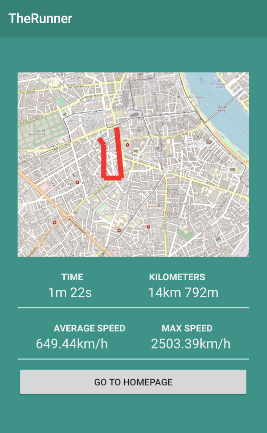 TheRunner
TIME
KILOMETERS
1m 22s
14km 792m
AVERAGE SPEED
MAX SPEED
649.44km/h
2503.39km/h
GO TO HOMEPAGE